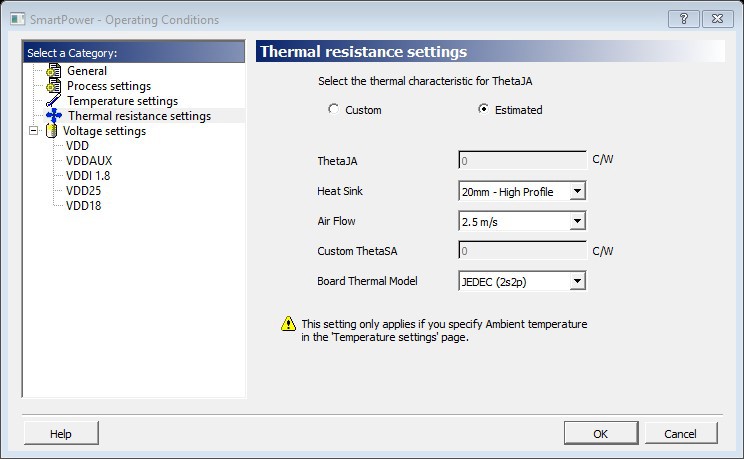 SmartPower - Operating Conditions
Select a Category:
General
Process settings
Temperature settings
Thermal resistance settings
Voltage settings
VDD
VDDAUX
VDDI 1.8
VDD25
VDD18
Thermal resistance settings
Select the thermal characteristic for ThetaJA
Custom Estimated
ThetaJA 0 C/W
Heat Sink 20mm - High Profile
Air Flow 2.5 m/s
Custom ThetaSA 0 C/W
Board Thermal Model JEDEC (2s2p)
This setting only applies if you specify Ambient temperature
in the 'Temperature settings' page.
Help OK Cancel